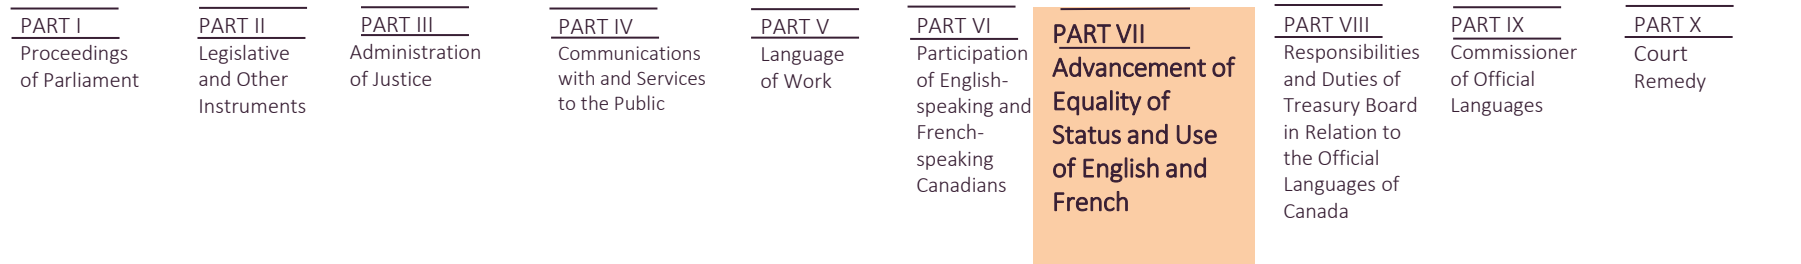 PART I
Proceedings
of Parliament
PART II
Legislative
and Other
Instruments
PART III
Administration
of Justice
PART IV
Communications
with and Services
to the Public
PART V
Language
of Work
PART VI
Participation
of English-
speaking and
French-
speaking
Canadians
PART VII
Advancement of
Equality of
Status and Use
of English and
French
PART VIII
Responsibilities
and Duties of
Treasury Board
in Relation to
the Official
Languages of
Canada
PART IX
Commissioner
of Official
Languages
PART X
Court
Remedy